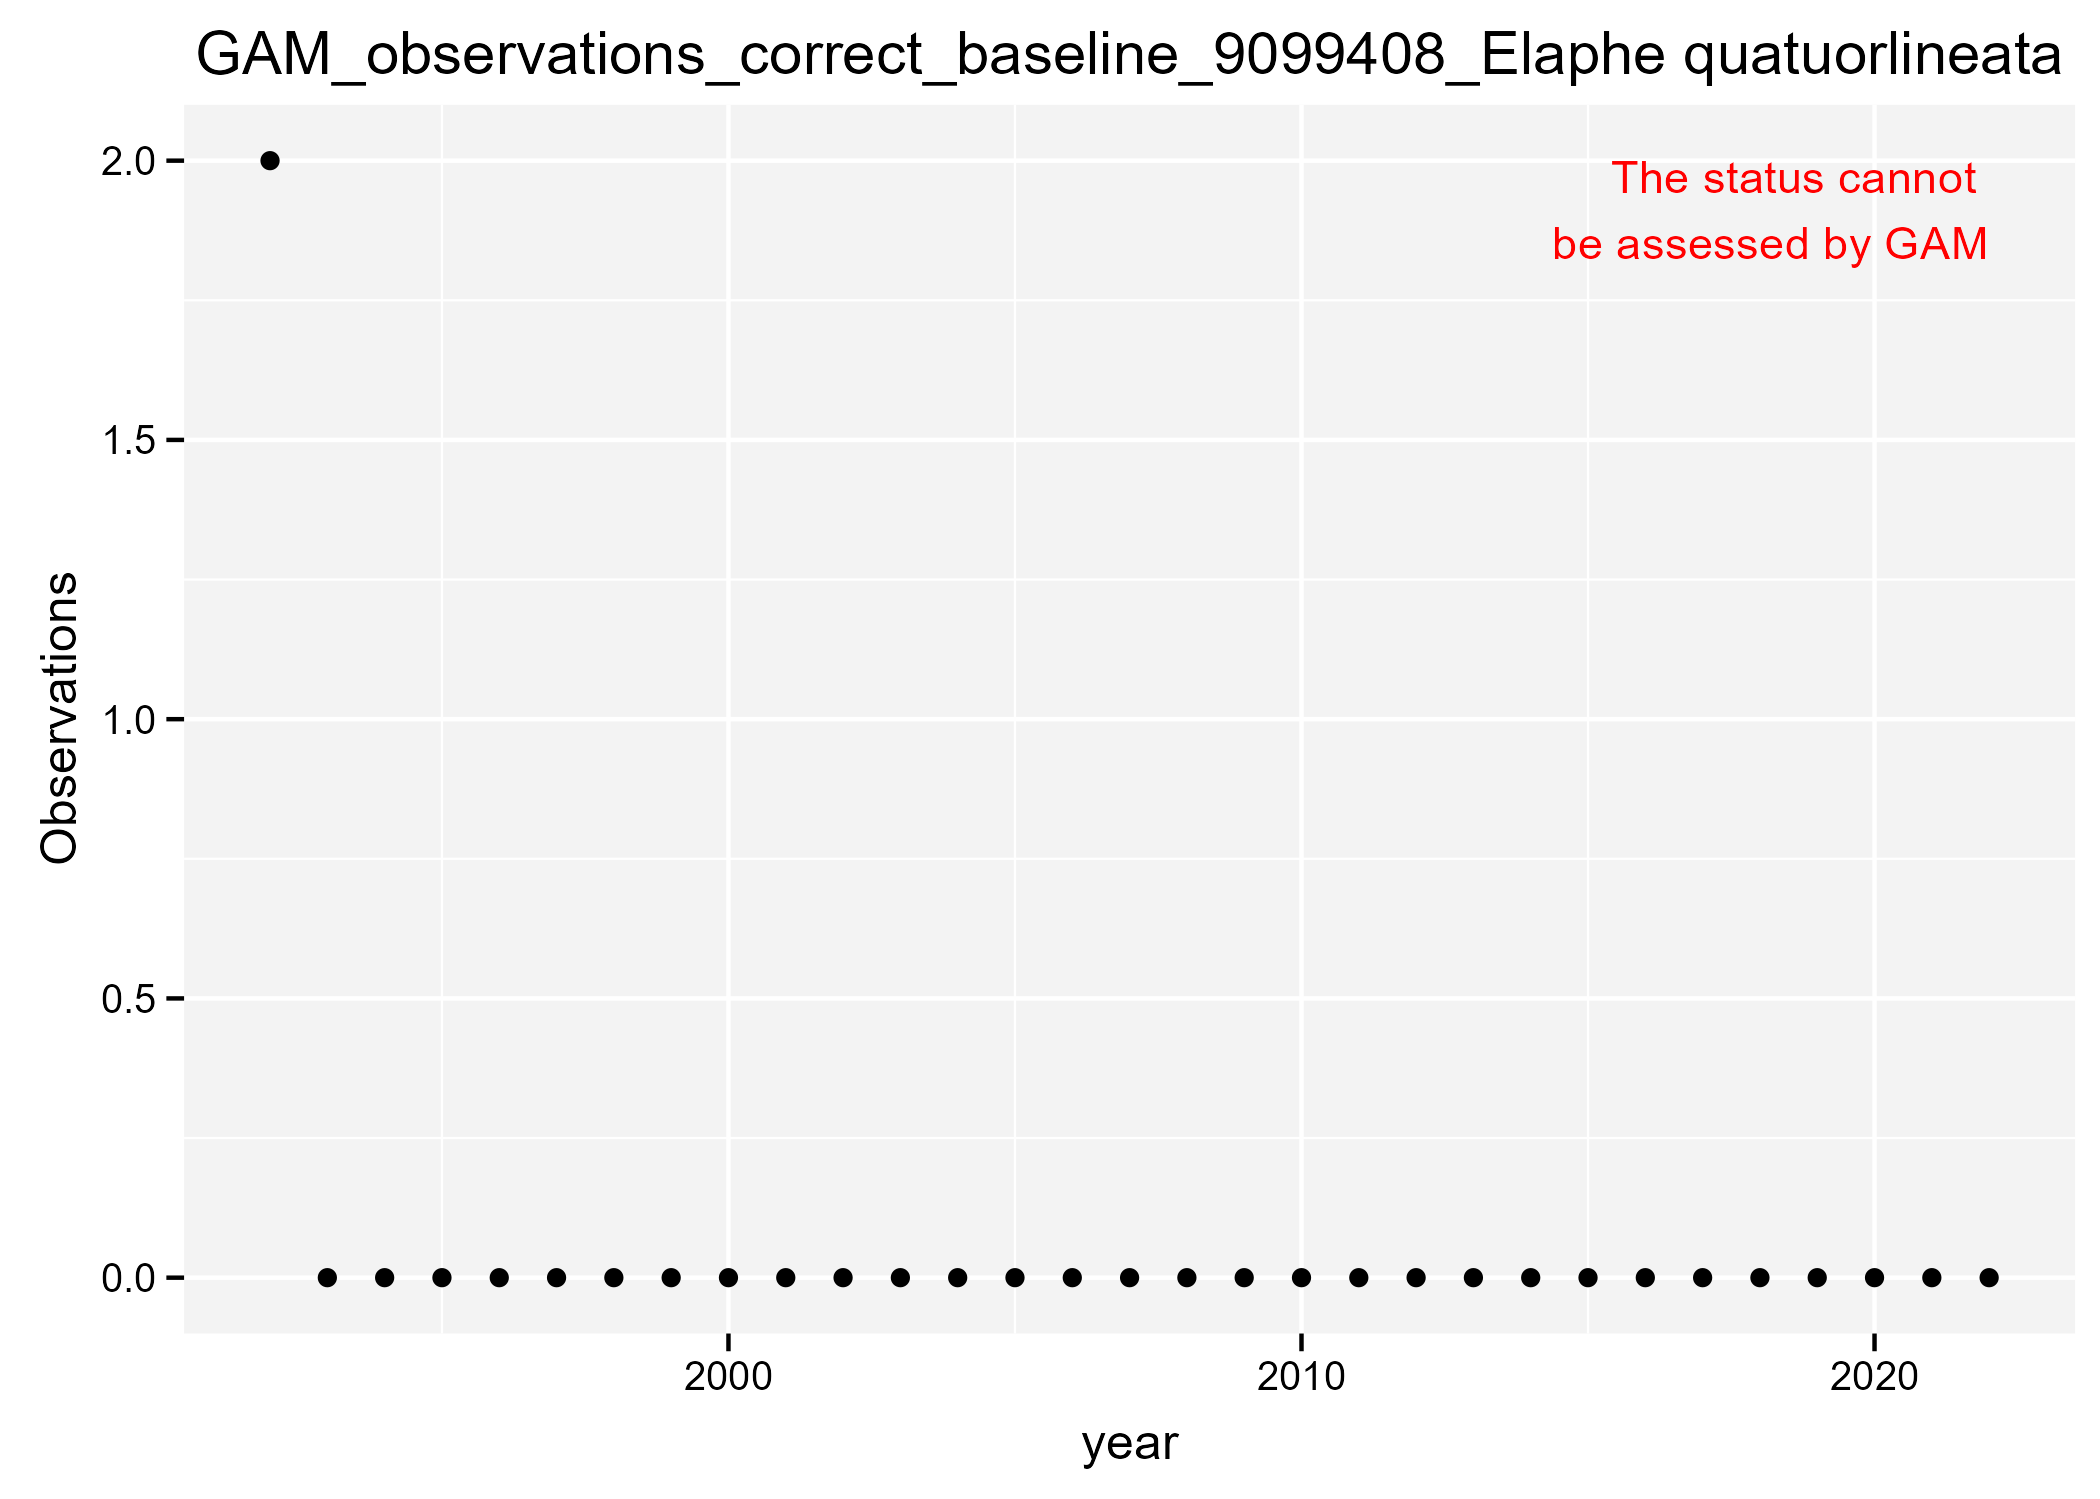 GAM_observations_correct_baseline_9099408_Elaphe quatuorlineata
The status cannot
be assessed by GAM
2.0
1.5
1.0
0.5
0.0
Observations
2000
2010
2020
year